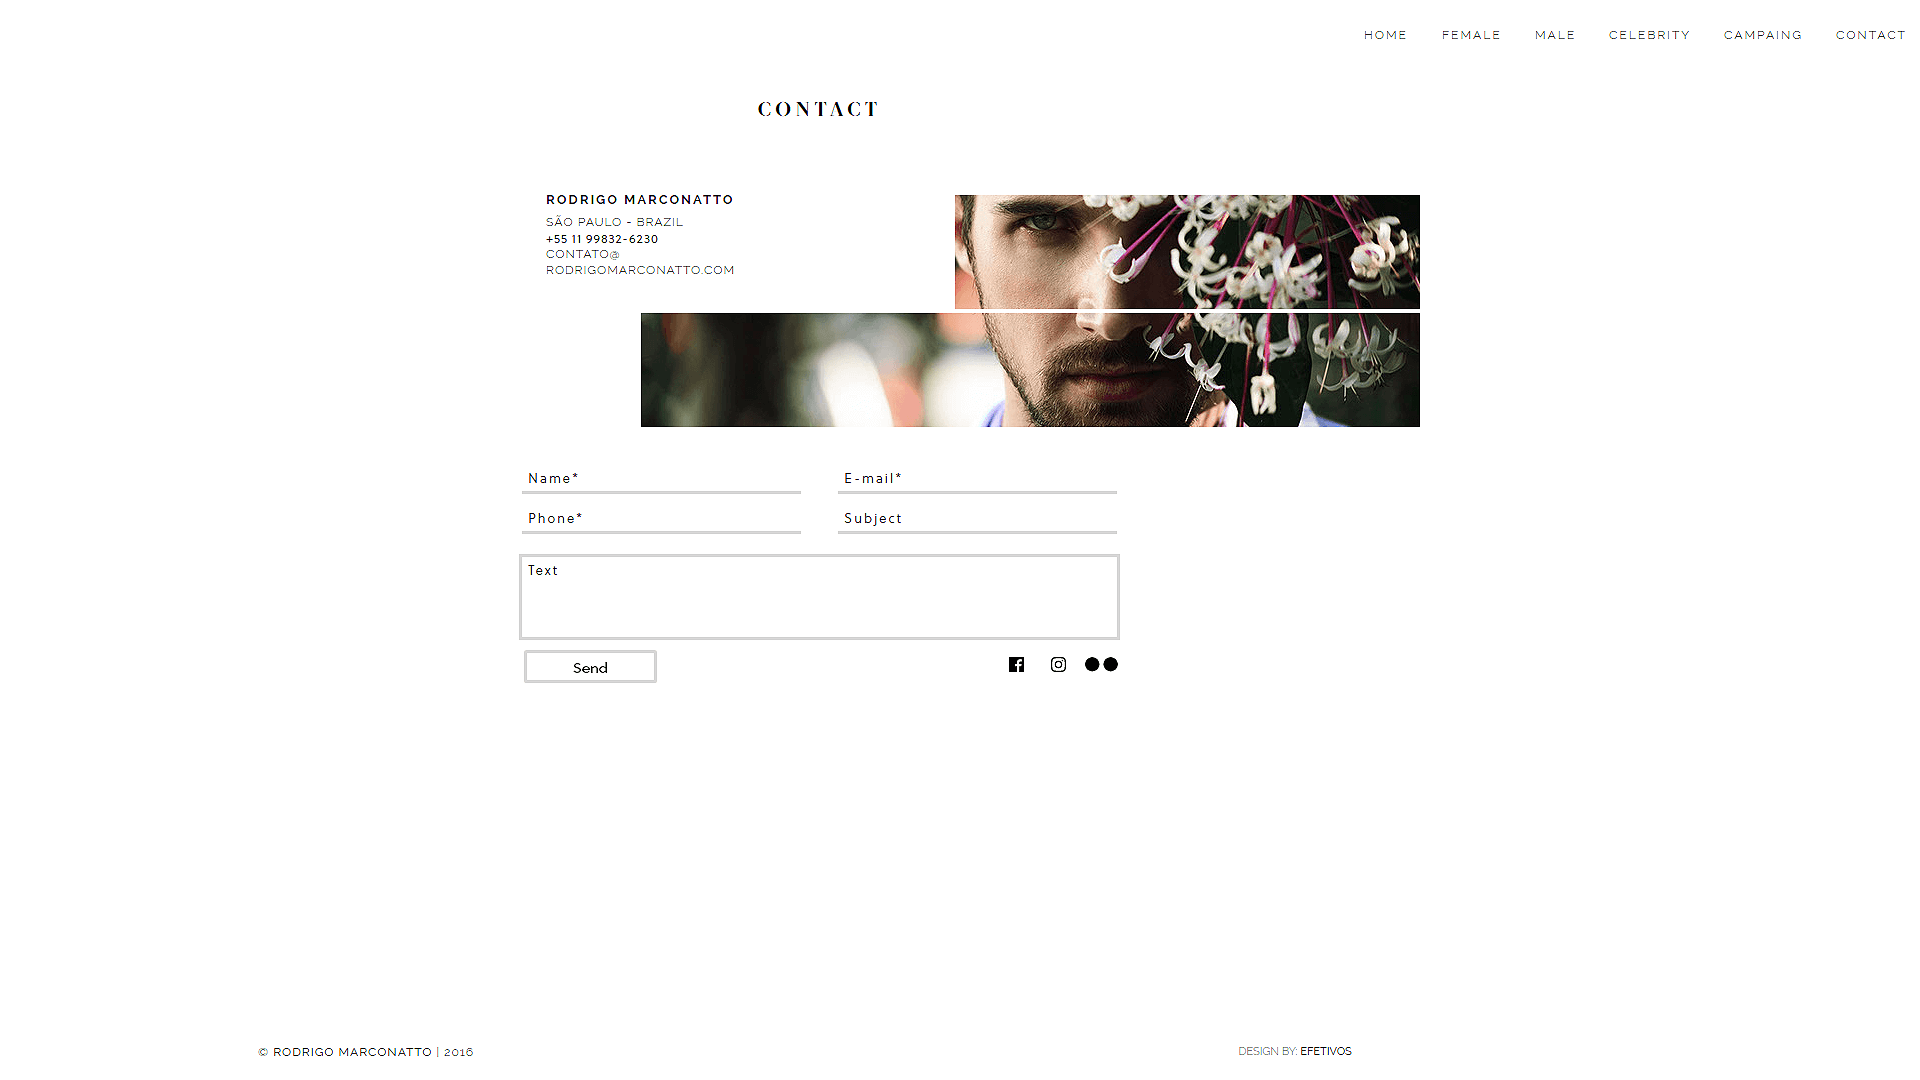 HOME FEMALE MALE CELEBRITY CAMPAING CONTACT
CONTACT
RODRIGO MARCONATTO
SÃO PAULO - BRAZIL
+55 11 99832-6230
CONTATO@
RODRIGOMARCONATTO.COM
Name* E-mail*
Phone* Subject
Text
Send
© RODRIGO MARCONATTO | 2016 DESIGN BY: EFETIVOS